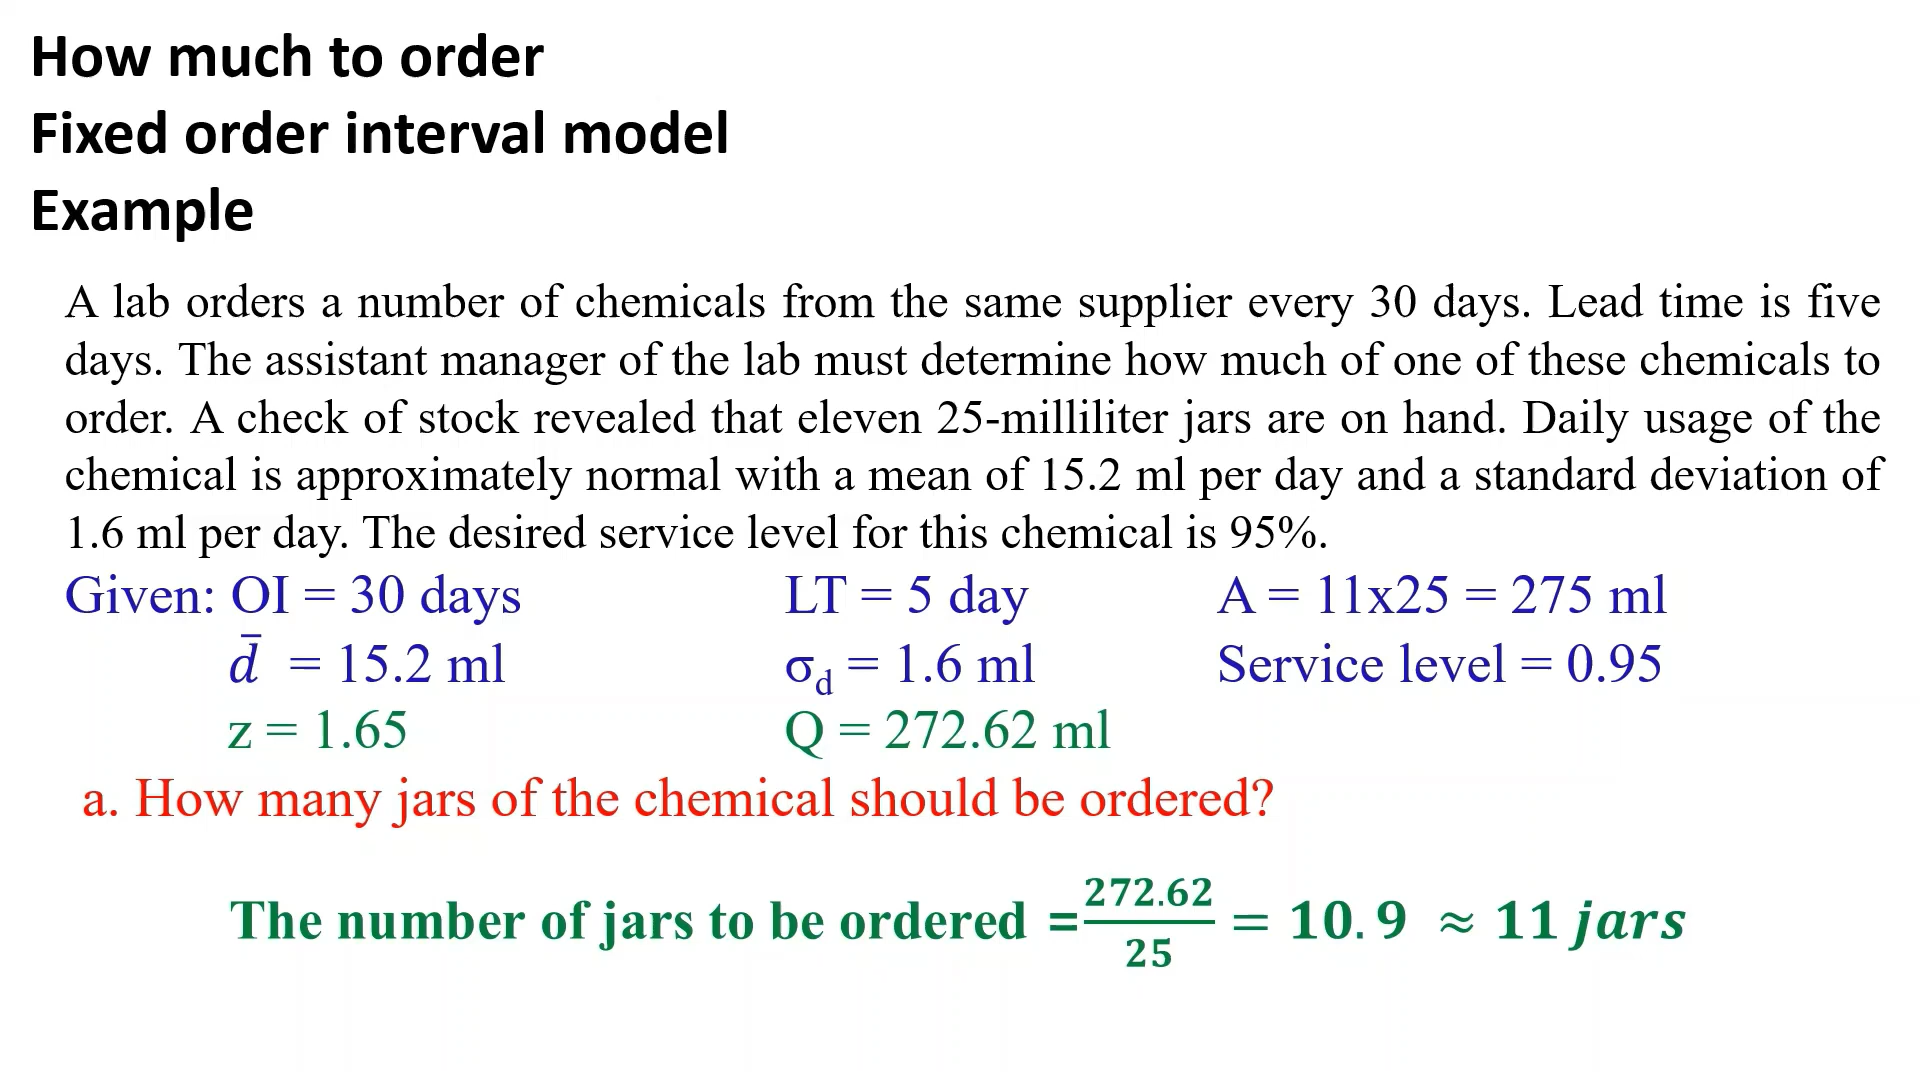 How much to order
Fixed order interval model
Example
A lab orders a number of chemicals from the same supplier every 30 days. Lead time is five
days. The assistant manager of the lab must determine how much of one of these chemicals to
order. A check of stock revealed that eleven 25-milliliter jars are on hand. Daily usage of the
chemical is approximately normal with a mean of 15.2 ml per day and a standard deviation of
1.6 ml per day. The desired service level for this chemical is 95%.
Given: OI = 30 days LT = 5 day A = 11x25 = 275 ml
d̄ = 15.2 ml σd = 1.6 ml Service level = 0.95
z = 1.65 Q = 272.62 ml
a. How many jars of the chemical should be ordered?
The number of jars to be ordered = 272.62/25 = 10.9 ≈ 11 jars